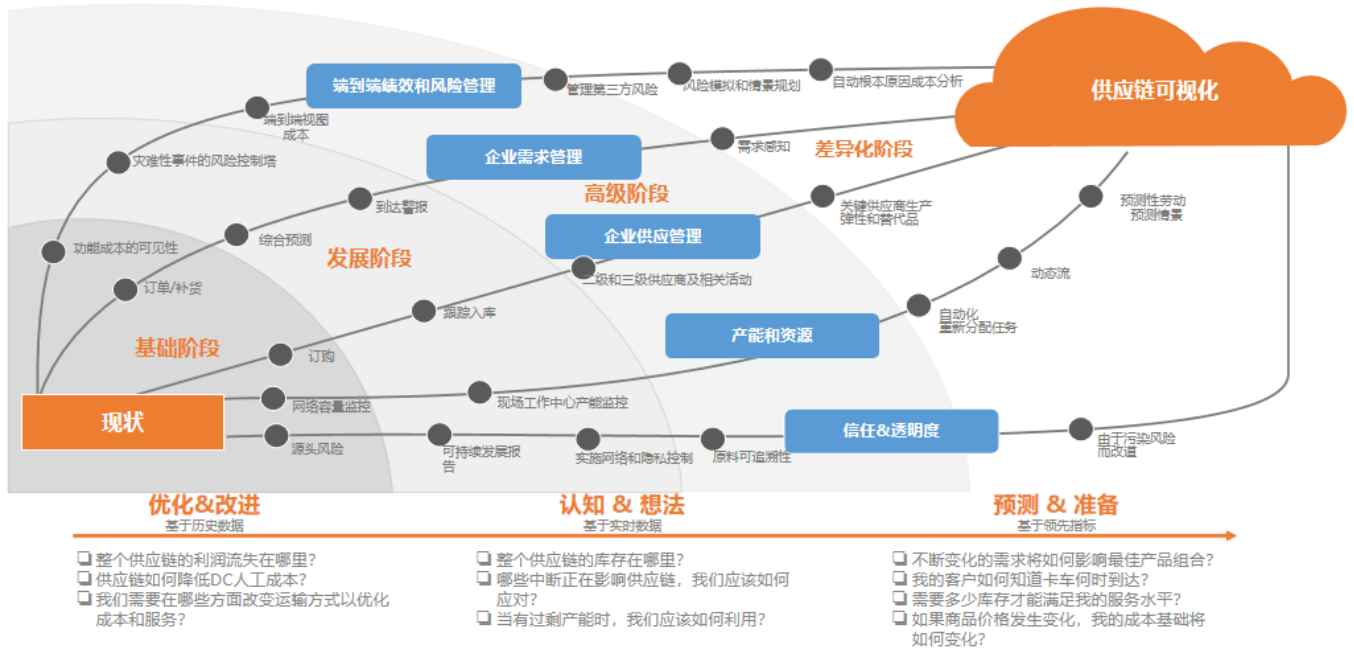 端到端绩效和风险管理
管理第三方风险
风险模拟和情景规划
自动根本原因成本分析
供应链可视化
端到端视图
成本
灾难性事件的风险控制塔
企业需求管理
需求感知
差异化阶段
高级阶段
到达警报
关键供应商生产
弹性和替代品
预测性劳动
预测情景
功能成本的可见性
综合预测
发展阶段
企业供应管理
二级和三级供应商及相关活动
动态流
订单/补货
跟踪入库
自动化
重新分配任务
基础阶段
订购
产能和资源
现状
网络容量监控
现场工作中心产能监控
信任&透明度
源头风险
可持续发展报
告
实施网络和隐私控制
原料可追溯性
由于污染风险
而改道
优化&改进
基于历史数据
认知 & 想法
基于实时数据
预测 & 准备
基于领先指标
❑ 整个供应链的利润流失在哪里?
❑ 供应链如何降低DC人工成本?
❑ 我们需要在哪些方面改变运输方式以优化
成本和服务?
❑ 整个供应链的库存在哪里?
❑ 哪些中断正在影响供应链，我们应该如何
应对?
❑ 当有过剩产能时，我们应该如何利用?
❑ 不断变化的需求将如何影响最佳产品组合?
❑ 我的客户如何知道卡车何时到达?
❑ 需要多少库存才能满足我的服务水平?
❑ 如果商品价格发生变化，我的成本基础将
如何变化?